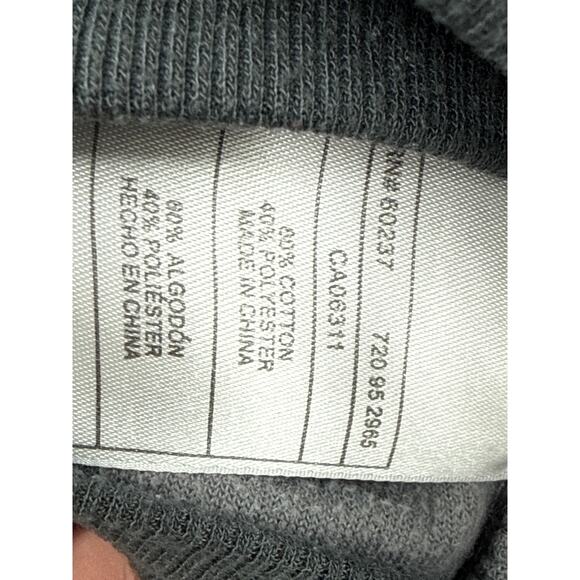 RN# 60237 720 95 2965
CA06311
60% COTTON
40% POLYESTER
MADE IN CHINA
60% ALGODÓN
40% POLIÉSTER
HECHO EN CHINA